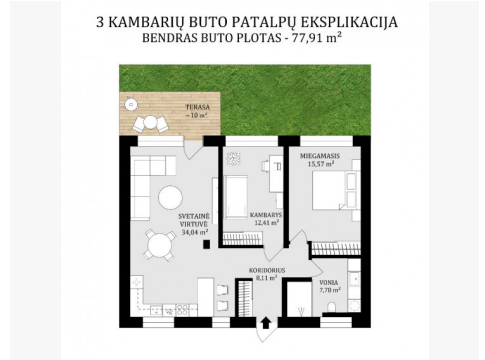 3 KAMBARIŲ BUTO PATALPŲ EKSPLIKACIJA
BENDRAS BUTO PLOTAS - 77,91 m²
TERASA
~10 m²
MIEGAMASIS
15,57 m²
KAMBARYS
12,41 m²
SVETAINĖ
VIRTUVĖ
34,04 m²
KORIDORIUS
8,11 m²
VONIA
7,78 m²